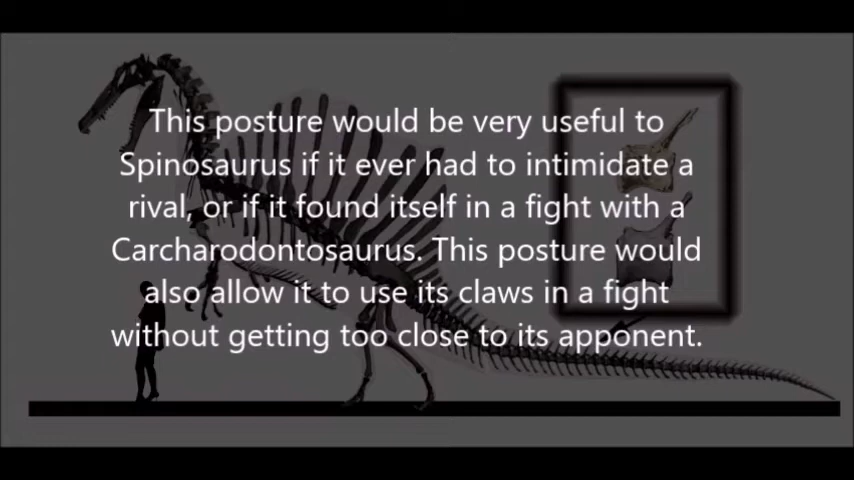 This posture would be very useful to
Spinosaurus if it ever had to intimidate a
rival, or if it found itself in a fight with a
Carcharodontosaurus. This posture would
also allow it to use its claws in a fight
without getting too close to its apponent.